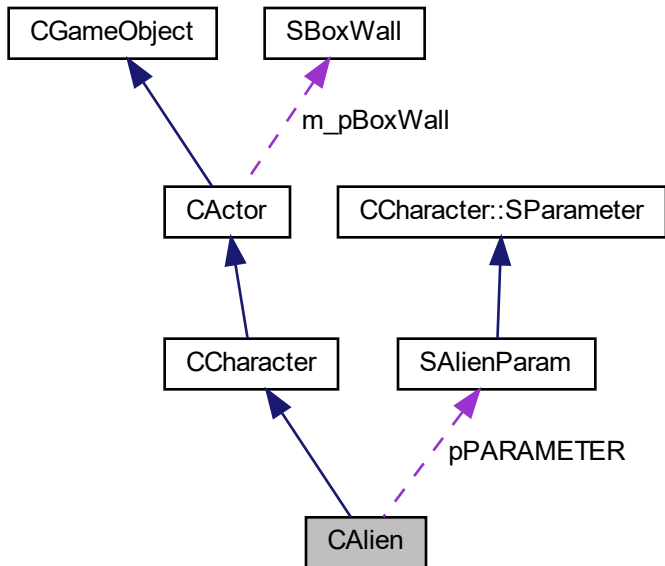 CGameObject
SBoxWall
m_pBoxWall
CActor
CCharacter::SParameter
CCharacter
SAlienParam
pPARAMETER
CAlien